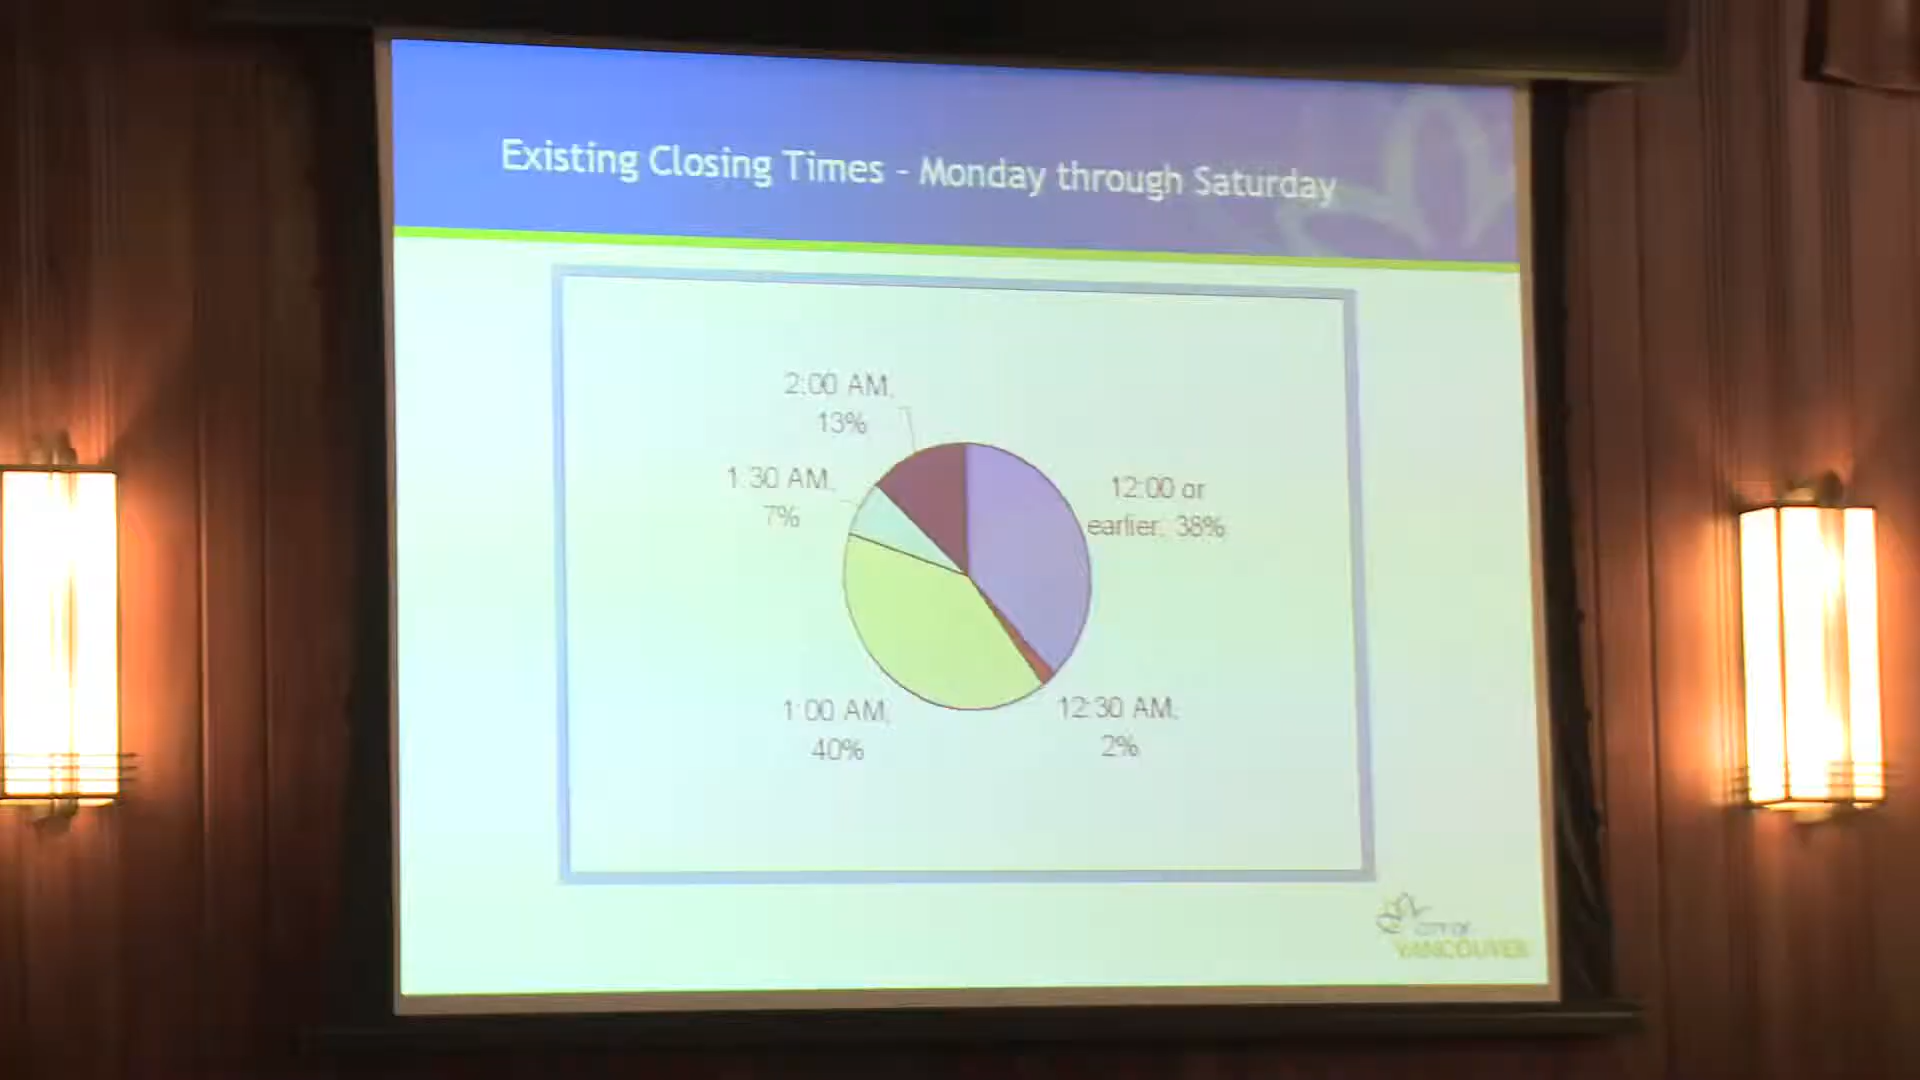 Existing Closing Times - Monday through Saturday
2:00 AM,
13%
1:30 AM,
7%
12:00 or
earlier, 38%
1:00 AM,
40%
12:30 AM,
2%
CITY OF
VANCOUVER